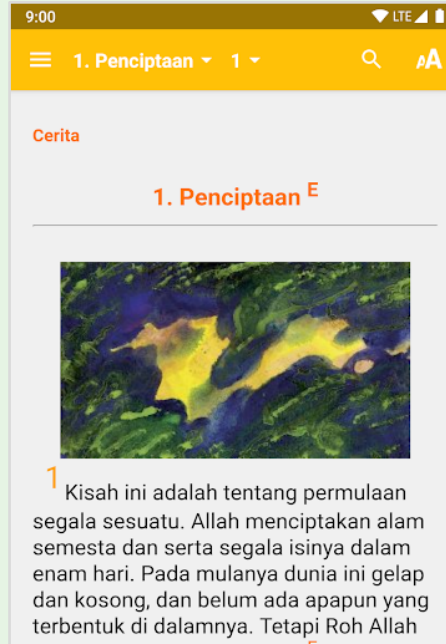 9:00 LTE
1. Penciptaan 1 AA
Cerita
1. Penciptaan E
1 Kisah ini adalah tentang permulaan
segala sesuatu. Allah menciptakan alam
semesta dan serta segala isinya dalam
enam hari. Pada mulanya dunia ini gelap
dan kosong, dan belum ada apapun yang
terbentuk di dalamnya. Tetapi Roh Allah